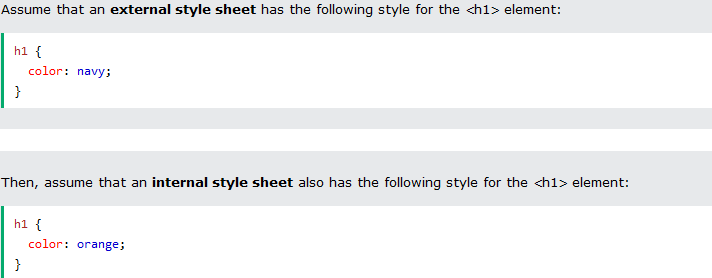 Assume that an external style sheet has the following style for the <h1> element:
h1 {
  color: navy;
}
Then, assume that an internal style sheet also has the following style for the <h1> element:
h1 {
  color: orange;
}